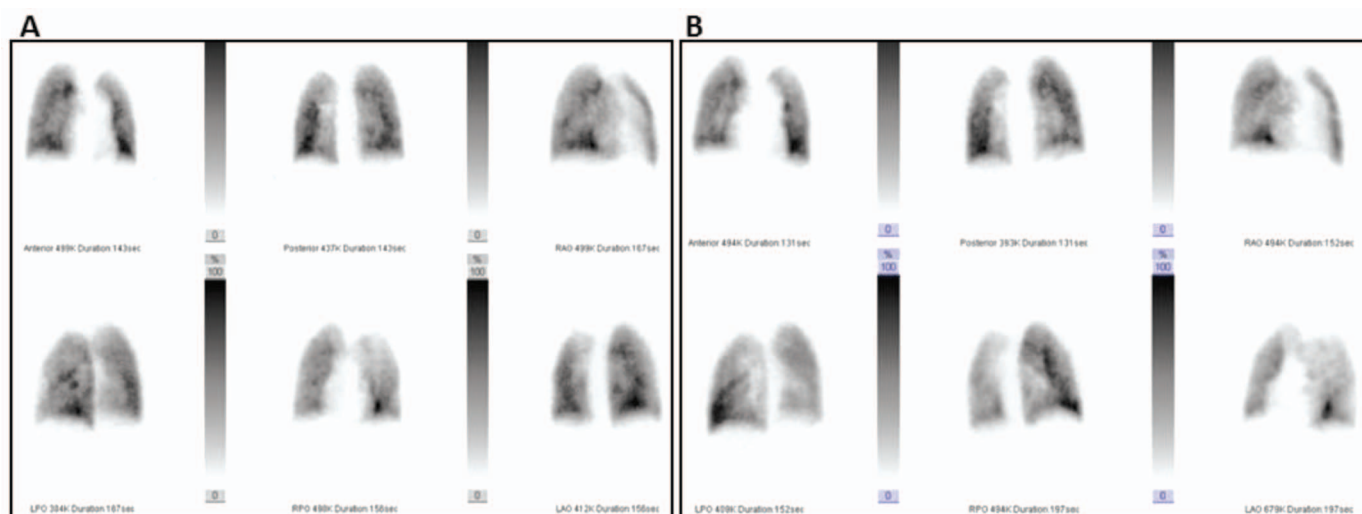 A
B
Anterior 499K Duration:143sec
0
Posterior 437K Duration:143sec
0
RAO 499K Duration:167sec
%
100
%
100
LPO 384K Duration:167sec
0
RPO 498K Duration:156sec
0
LAO 412K Duration:156sec
Anterior 494K Duration:131sec
0
Posterior 393K Duration:131sec
0
RAO 494K Duration:152sec
%
100
%
100
LPO 409K Duration:152sec
0
RPO 494K Duration:197sec
0
LAO 679K Duration:197sec